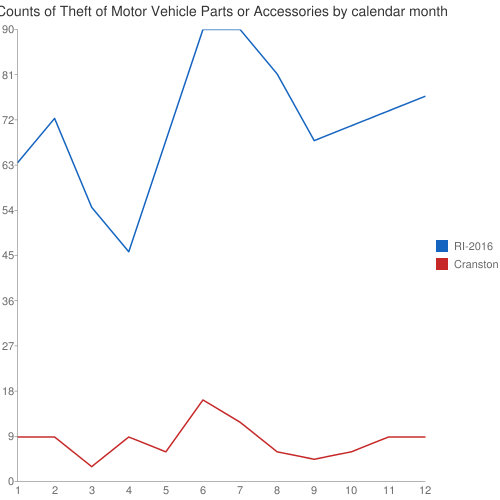 Counts of Theft of Motor Vehicle Parts or Accessories by calendar month
90
81
72
63
54
45
36
27
18
9
0
RI-2016
Cranston
1 2 3 4 5 6 7 8 9 10 11 12